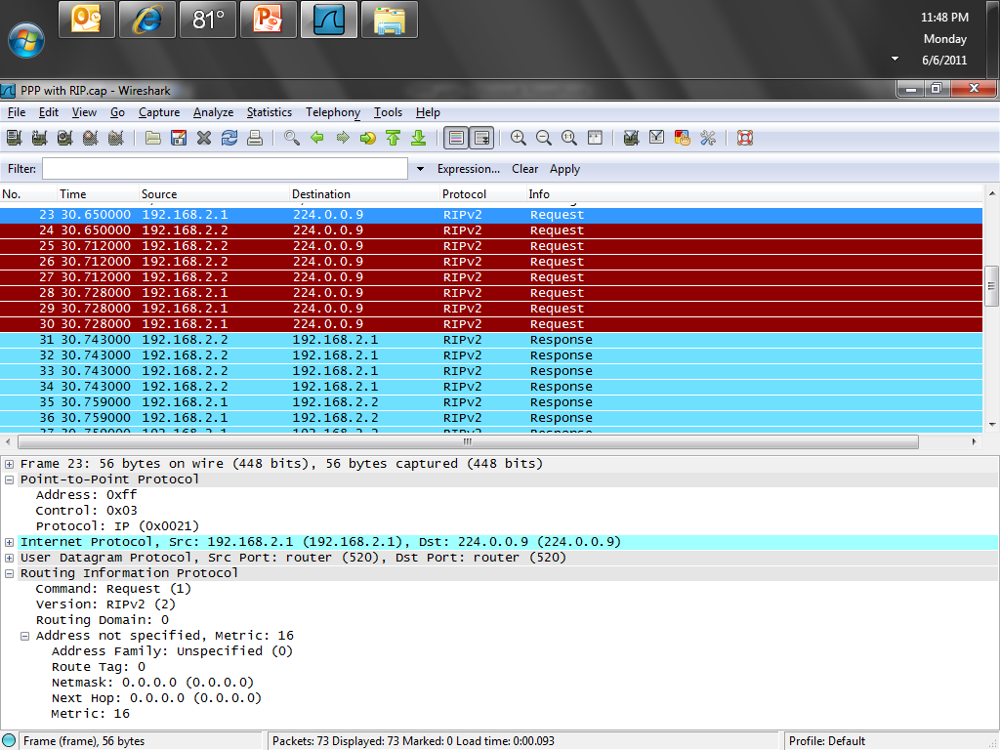 81°
11:48 PM
Monday
6/6/2011
PPP with RIP.cap - Wireshark
File Edit View Go Capture Analyze Statistics Telephony Tools Help
Filter: Expression... Clear Apply
No. Time Source Destination Protocol Info
23 30.650000 192.168.2.1 224.0.0.9 RIPv2 Request
24 30.650000 192.168.2.2 224.0.0.9 RIPv2 Request
25 30.712000 192.168.2.2 224.0.0.9 RIPv2 Request
26 30.712000 192.168.2.2 224.0.0.9 RIPv2 Request
27 30.712000 192.168.2.2 224.0.0.9 RIPv2 Request
28 30.728000 192.168.2.1 224.0.0.9 RIPv2 Request
29 30.728000 192.168.2.1 224.0.0.9 RIPv2 Request
30 30.728000 192.168.2.1 224.0.0.9 RIPv2 Request
31 30.743000 192.168.2.2 192.168.2.1 RIPv2 Response
32 30.743000 192.168.2.2 192.168.2.1 RIPv2 Response
33 30.743000 192.168.2.2 192.168.2.1 RIPv2 Response
34 30.743000 192.168.2.2 192.168.2.1 RIPv2 Response
35 30.759000 192.168.2.1 192.168.2.2 RIPv2 Response
36 30.759000 192.168.2.1 192.168.2.2 RIPv2 Response
37 30.759000 192.168.2.1 192.168.2.2 RIPv2 Response
Frame 23: 56 bytes on wire (448 bits), 56 bytes captured (448 bits)
Point-to-Point Protocol
Address: 0xff
Control: 0x03
Protocol: IP (0x0021)
Internet Protocol, Src: 192.168.2.1 (192.168.2.1), Dst: 224.0.0.9 (224.0.0.9)
User Datagram Protocol, Src Port: router (520), Dst Port: router (520)
Routing Information Protocol
Command: Request (1)
Version: RIPv2 (2)
Routing Domain: 0
Address not specified, Metric: 16
Address Family: Unspecified (0)
Route Tag: 0
Netmask: 0.0.0.0 (0.0.0.0)
Next Hop: 0.0.0.0 (0.0.0.0)
Metric: 16
Frame (frame), 56 bytes Packets: 73 Displayed: 73 Marked: 0 Load time: 0:00.093 Profile: Default